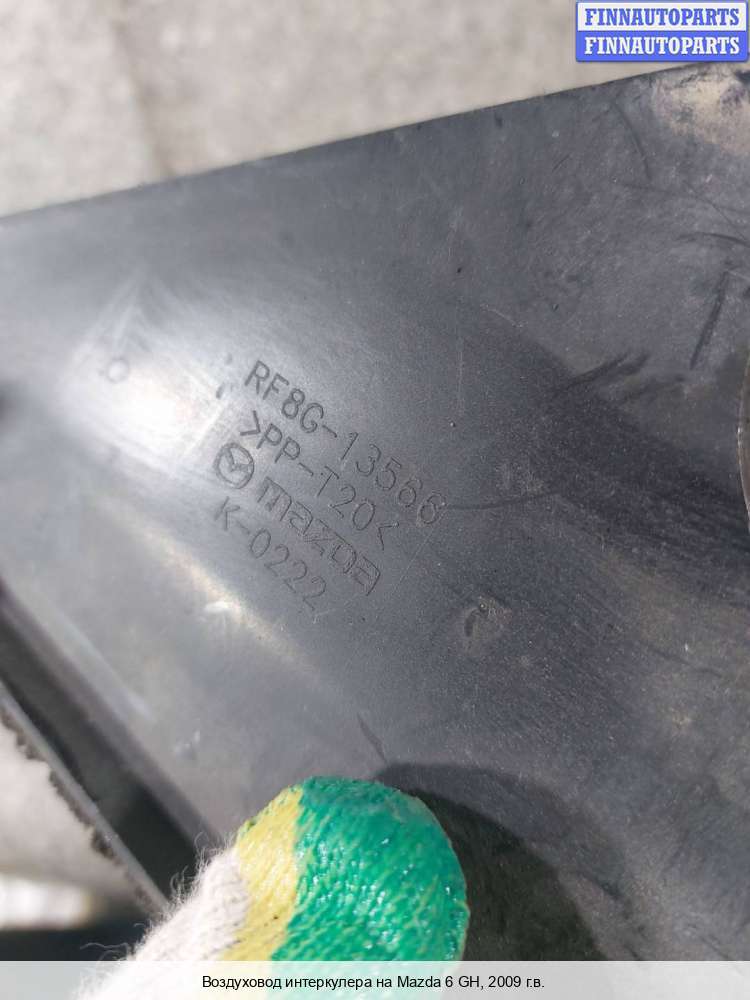 FINNAUTOPARTS
FINNAUTOPARTS
RF8G-13566
>PP-T20<
mazda
K-0222
Воздуховод интеркулера на Mazda 6 GH, 2009 г.в.